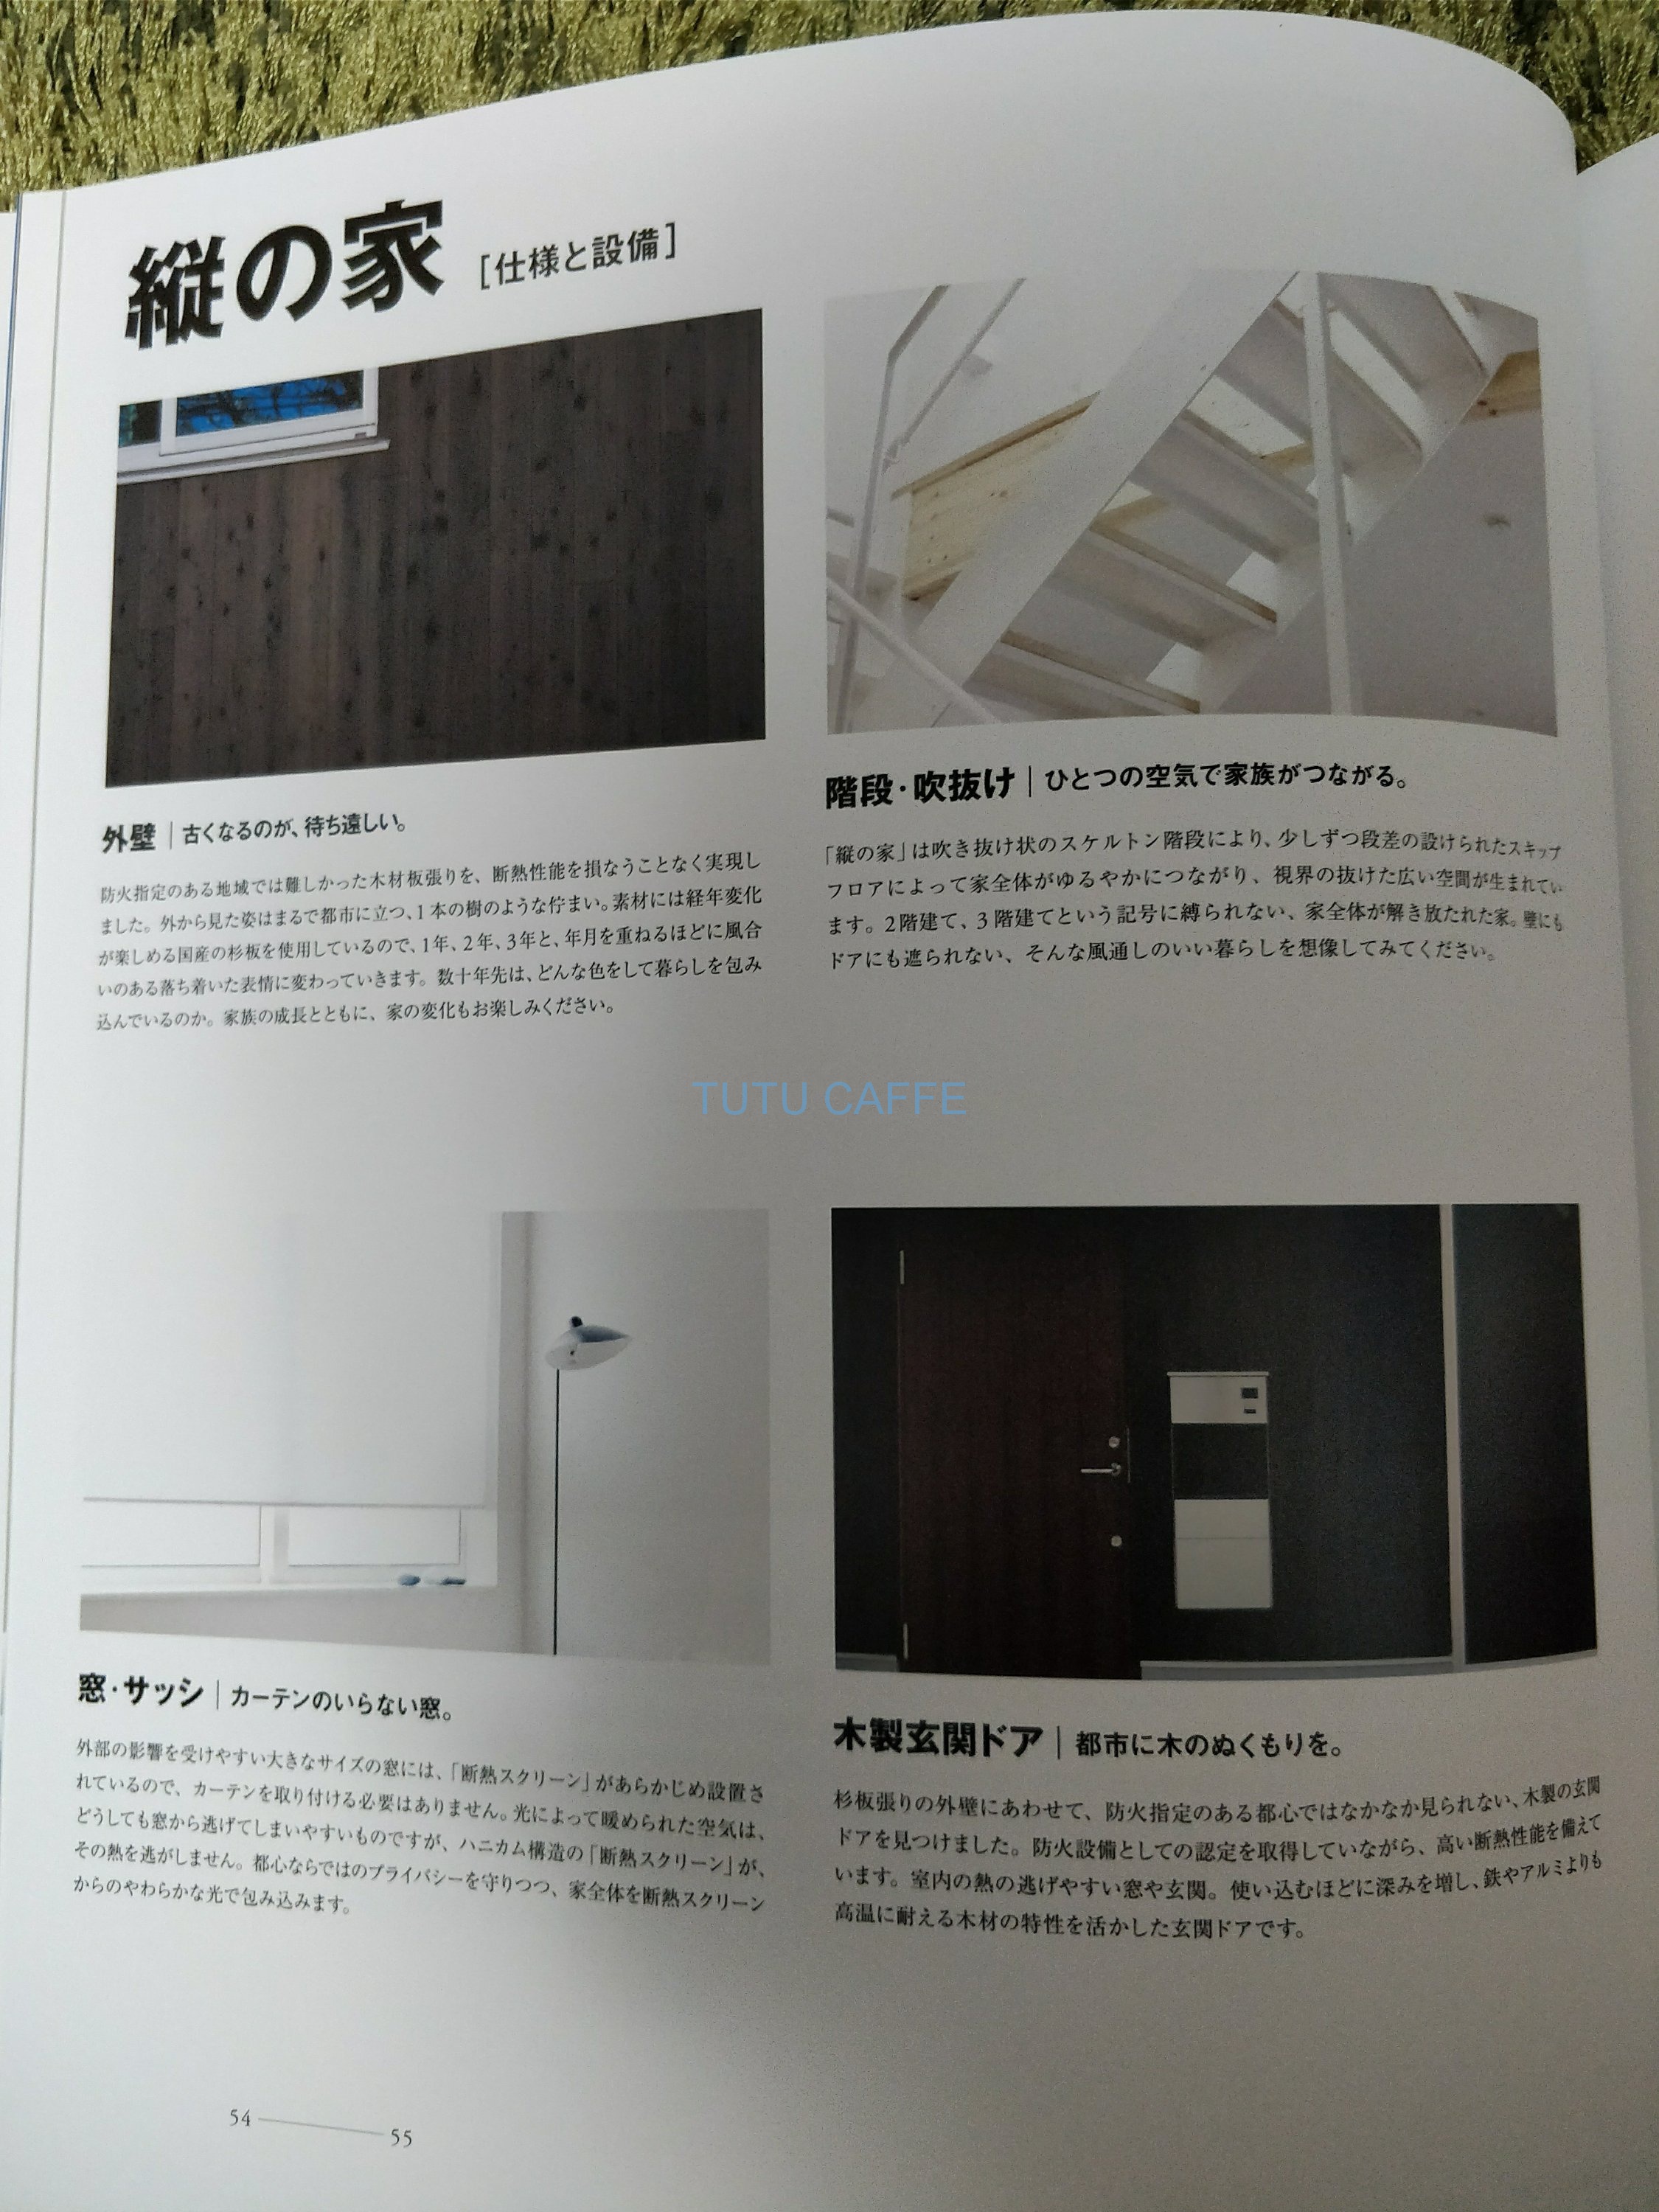 縦の家 [仕様と設備]
外壁｜古くなるのが、待ち遠しい。
防火指定のある地域では難しかった木材板張りを、断熱性能を損なうことなく実現し
ました。外から見た姿はまるで都市に立つ、1本の樹のような佇まい。素材には経年変化
が楽しめる国産の杉板を使用しているので、1年、2年、3年と、年月を重ねるほどに風合
いのある落ち着いた表情に変わっていきます。数十年先は、どんな色をして暮らしを包み
込んでいるのか。家族の成長とともに、家の変化もお楽しみください。
階段・吹抜け｜ひとつの空気で家族がつながる。
「縦の家」は吹き抜け状のスケルトン階段により、少しずつ段差の設けられたスキップ
フロアによって家全体がゆるやかにつながり、視界の抜けた広い空間が生まれてい
ます。2階建て、3階建てという記号に縛られない、家全体が解き放たれた家。壁にも
ドアにも遮られない、そんな風通しのいい暮らしを想像してみてください。
TUTU CAFFE
窓・サッシ｜カーテンのいらない窓。
外部の影響を受けやすい大きなサイズの窓には、「断熱スクリーン」があらかじめ設置さ
れているので、カーテンを取り付ける必要はありません。光によって暖められた空気は、
どうしても窓から逃げてしまいやすいものですが、ハニカム構造の「断熱スクリーン」が、
その熱を逃がしません。都心ならではのプライバシーを守りつつ、家全体を断熱スクリーン
からのやわらかな光で包み込みます。
木製玄関ドア｜都市に木のぬくもりを。
杉板張りの外壁にあわせて、防火指定のある都心ではなかなか見られない、木製の玄関
ドアを見つけました。防火設備としての認定を取得していながら、高い断熱性能を備えて
います。室内の熱の逃げやすい窓や玄関。使い込むほどに深みを増し、鉄やアルミよりも
高温に耐える木材の特性を活かした玄関ドアです。
54 55